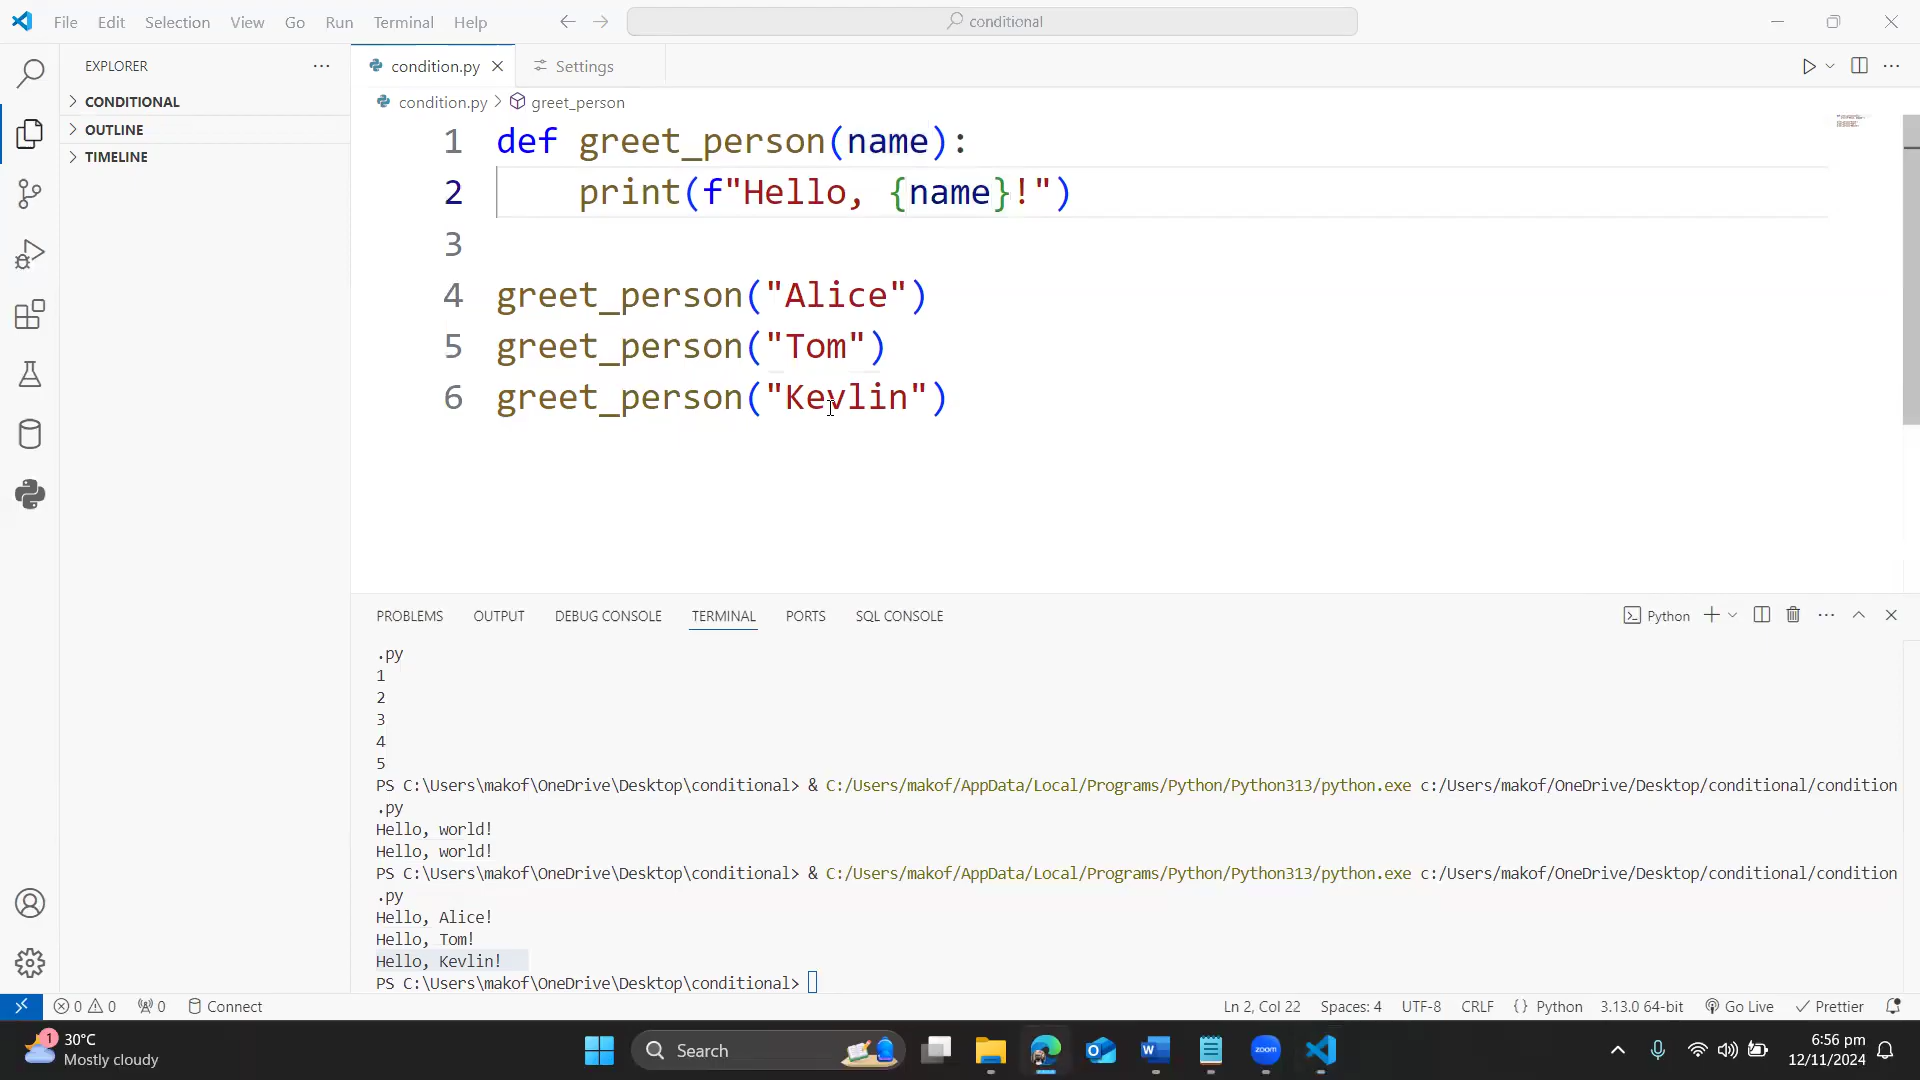 File Edit Selection View Go Run Terminal Help conditional
EXPLORER
CONDITIONAL
OUTLINE
TIMELINE
condition.py Settings
condition.py > greet_person
1 def greet_person(name):
2 print(f"Hello, {name}!")
3
4 greet_person("Alice")
5 greet_person("Tom")
6 greet_person("Kevlin")
PROBLEMS OUTPUT DEBUG CONSOLE TERMINAL PORTS SQL CONSOLE Python
.py
1
2
3
4
5
PS C:\Users\makof\OneDrive\Desktop\conditional> & C:/Users/makof/AppData/Local/Programs/Python/Python313/python.exe c:/Users/makof/OneDrive/Desktop/conditional/condition
.py
Hello, world!
Hello, world!
PS C:\Users\makof\OneDrive\Desktop\conditional> & C:/Users/makof/AppData/Local/Programs/Python/Python313/python.exe c:/Users/makof/OneDrive/Desktop/conditional/condition
.py
Hello, Alice!
Hello, Tom!
Hello, Kevlin!
PS C:\Users\makof\OneDrive\Desktop\conditional>
0 0 0 Connect Ln 2, Col 22 Spaces: 4 UTF-8 CRLF {} Python 3.13.0 64-bit Go Live Prettier
1 30°C
Mostly cloudy
Search
zoom
6:56 pm
12/11/2024